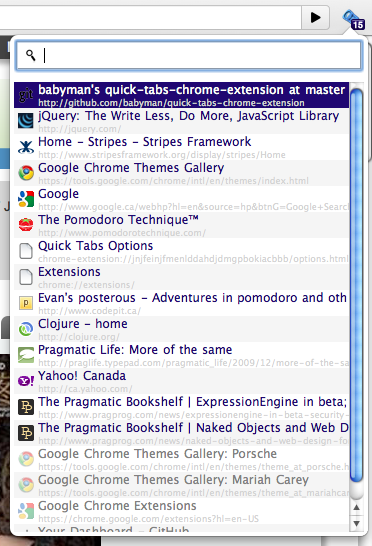 15
babyman's quick-tabs-chrome-extension at master
http://github.com/babyman/quick-tabs-chrome-extension
jQuery: The Write Less, Do More, JavaScript Library
http://jquery.com/
Home – Stripes – Stripes Framework
http://www.stripesframework.org/display/stripes/Home
Google Chrome Themes Gallery
https://tools.google.com/chrome/intl/en/themes/index.html
Google
http://www.google.ca/webhp?hl=en&source=hp&btnG=Google+Searc
The Pomodoro Technique™
http://www.pomodorotechnique.com/
Quick Tabs Options
chrome-extension://jnjfeinjfmenlddahdjdmgpbokiacbbb/options.html
Extensions
chrome://extensions/
Evan's posterous – Adventures in pomodoro and oth
http://www.codepit.ca/
Clojure – home
http://clojure.org/
Pragmatic Life: More of the same
http://praglife.typepad.com/pragmatic_life/2009/12/more-of-the-sa
Yahoo! Canada
http://ca.yahoo.com/
The Pragmatic Bookshelf | ExpressionEngine in beta;
http://www.pragprog.com/news/expressionengine-in-beta-security-
The Pragmatic Bookshelf | Naked Objects and Web D
http://www.pragprog.com/news/naked-objects-and-web-design-fo
Google Chrome Themes Gallery: Porsche
https://tools.google.com/chrome/intl/en/themes/theme_at_porsche.h
Google Chrome Themes Gallery: Mariah Carey
https://tools.google.com/chrome/intl/en/themes/theme_at_mariahcar
Google Chrome Extensions
https://chrome.google.com/extensions?hl=en-US
Your Dashboard – GitHub